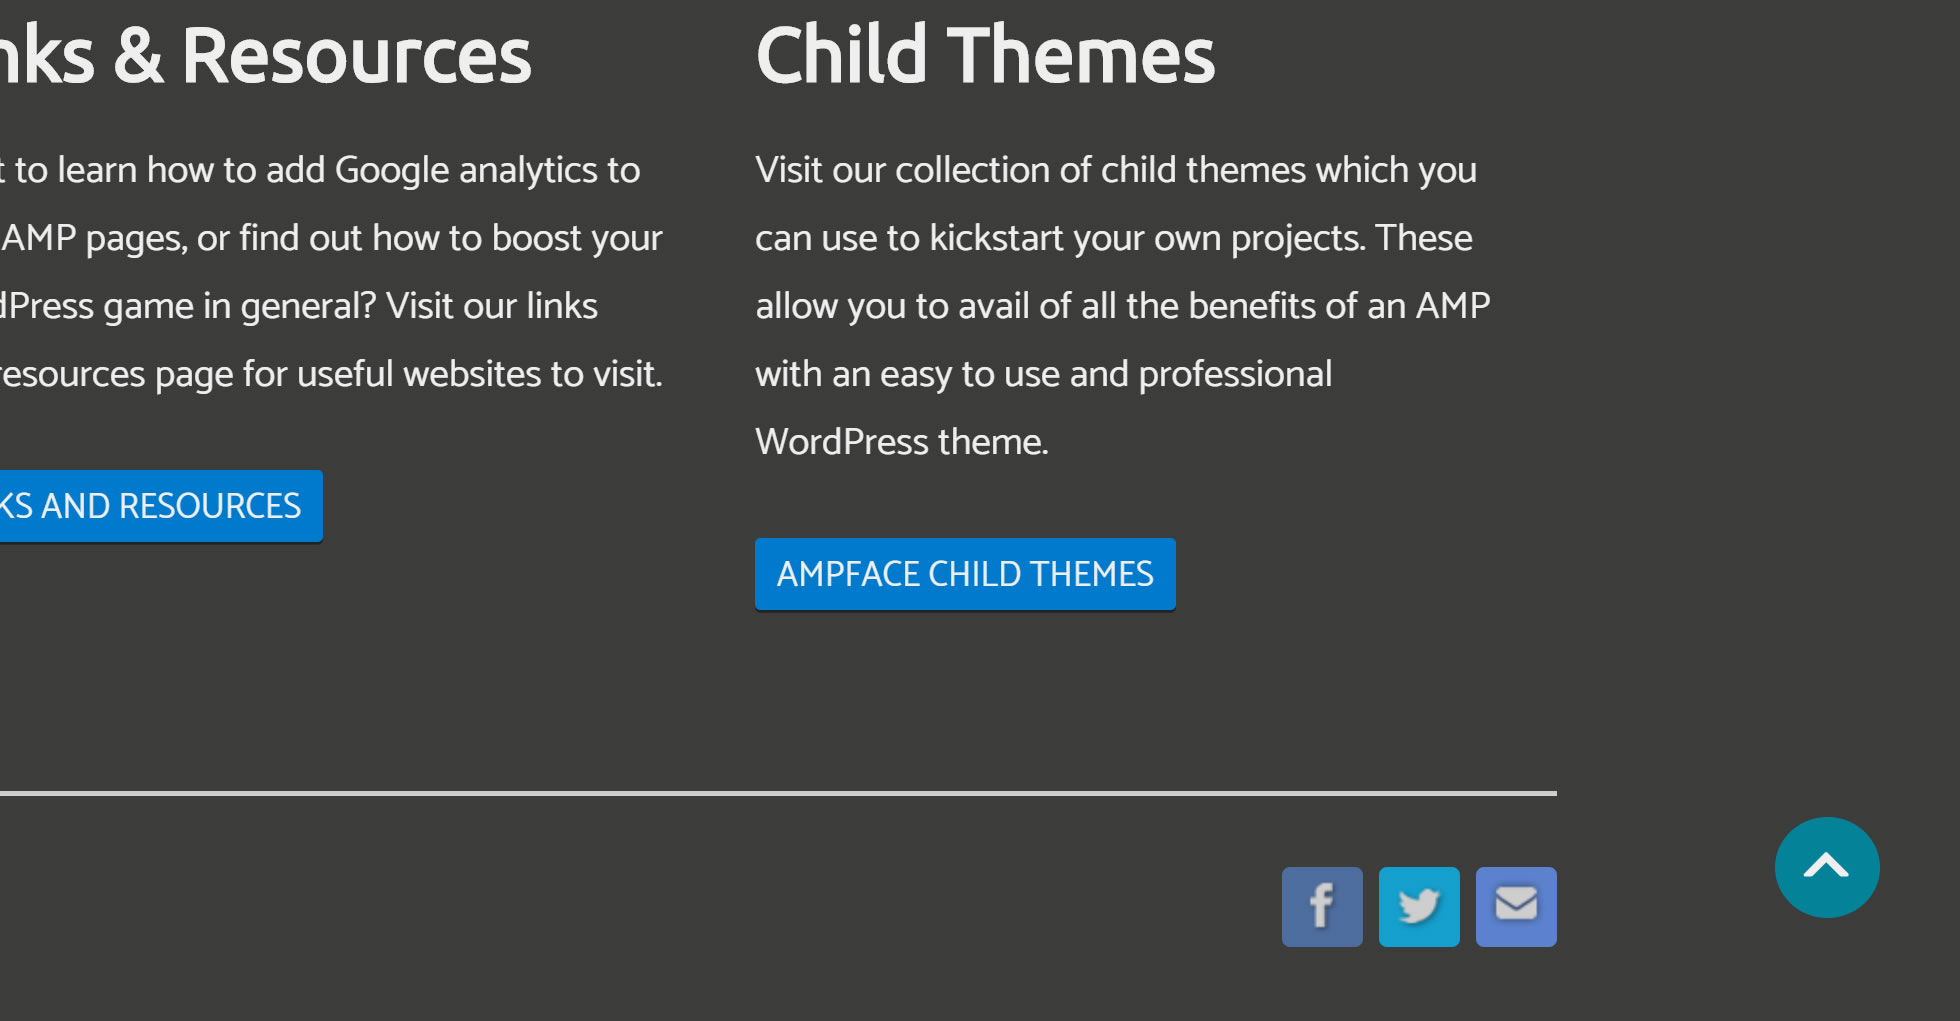 nks & Resources
t to learn how to add Google analytics to
AMP pages, or find out how to boost your
dPress game in general? Visit our links
resources page for useful websites to visit.
KS AND RESOURCES
Child Themes
Visit our collection of child themes which you
can use to kickstart your own projects. These
allow you to avail of all the benefits of an AMP
with an easy to use and professional
WordPress theme.
AMPFACE CHILD THEMES